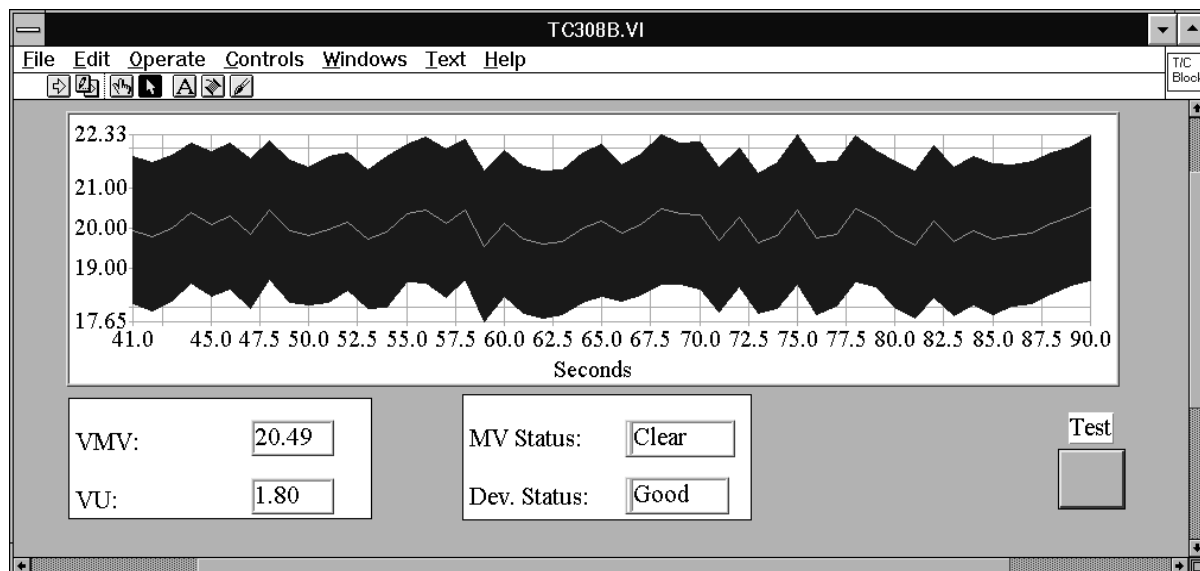 TC308B.VI
File Edit Operate Controls Windows Text Help
T/C
Block
A
22.33
21.00
20.00
19.00
17.65
41.0 45.0 47.5 50.0 52.5 55.0 57.5 60.0 62.5 65.0 67.5 70.0 72.5 75.0 77.5 80.0 82.5 85.0 87.5 90.0
Seconds
VMV: 20.49
VU: 1.80
MV Status: Clear
Dev. Status: Good
Test